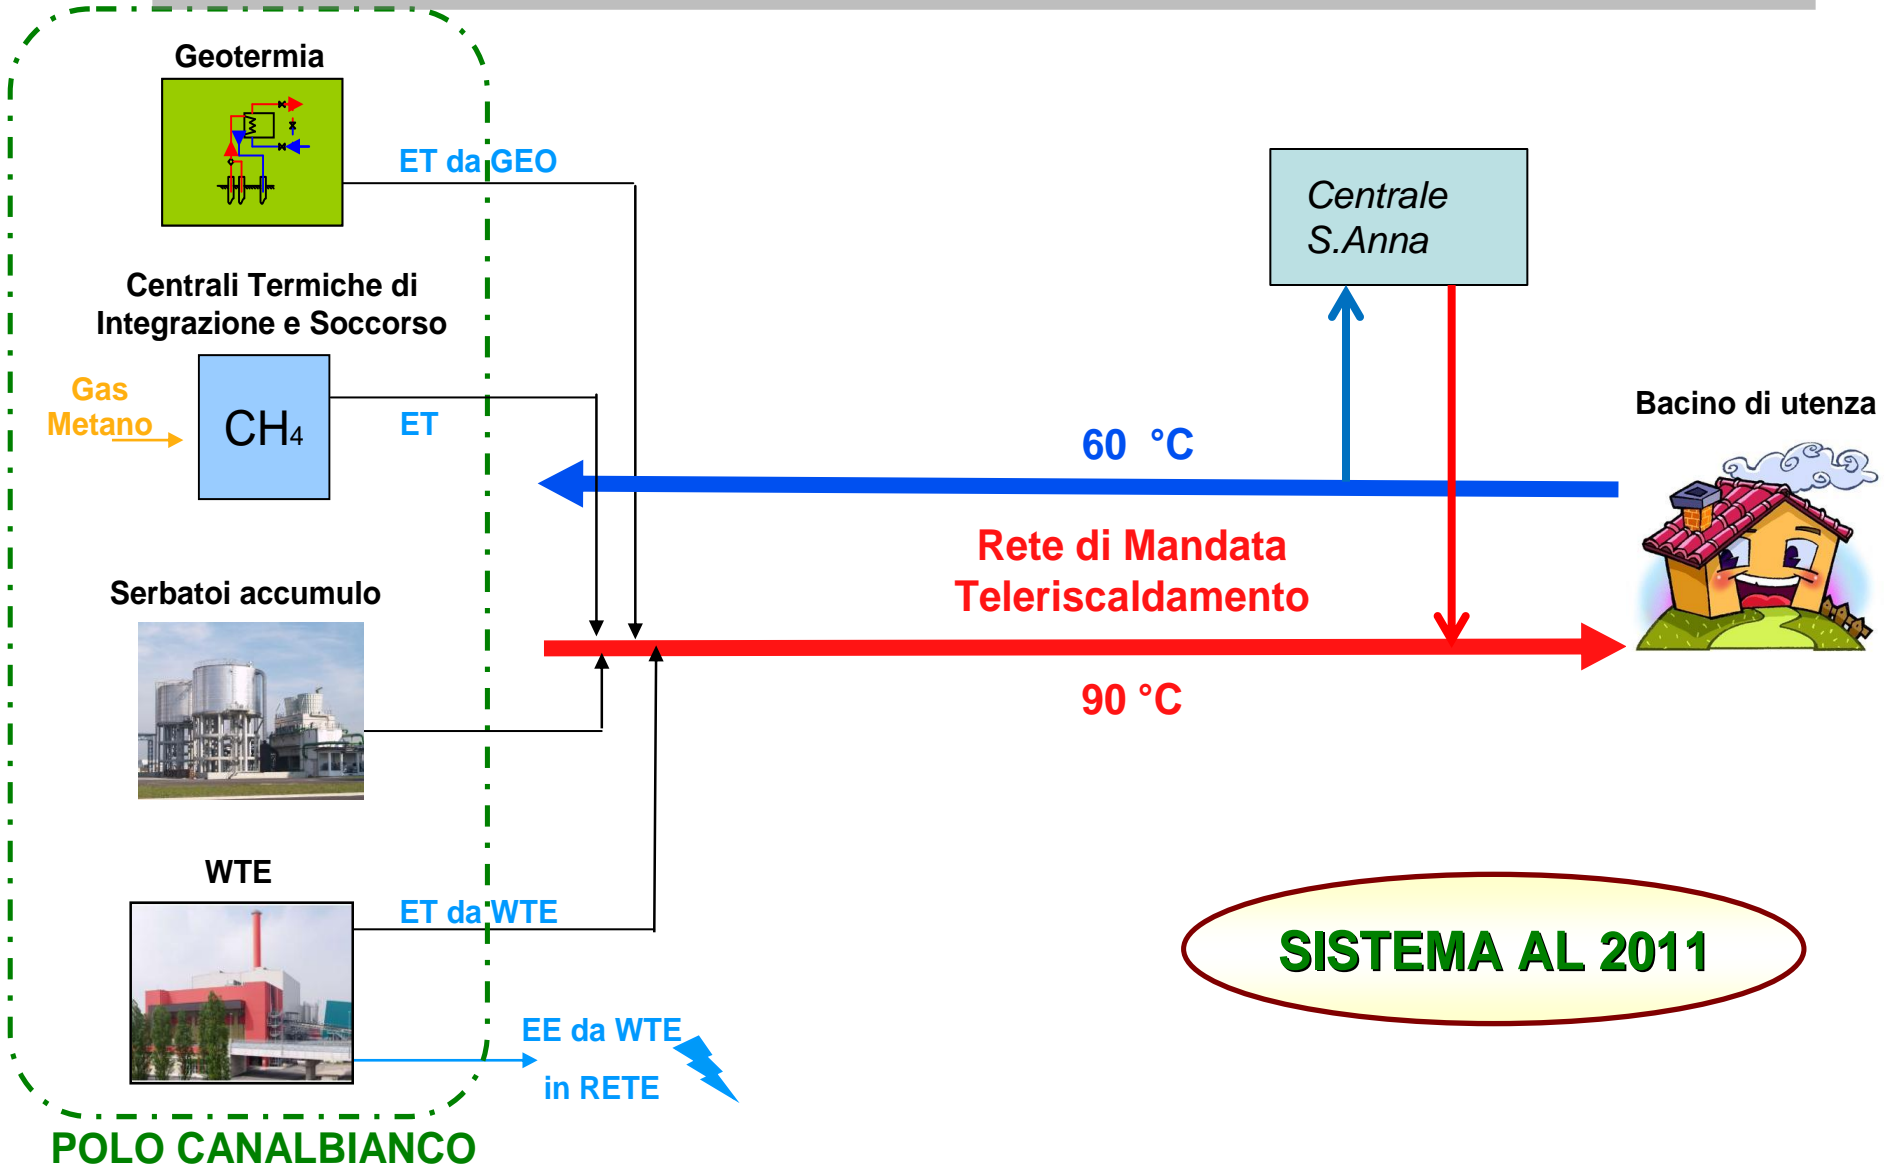 Geotermia
ET da GEO
Centrali Termiche di
Integrazione e Soccorso
Gas
Metano
CH4
ET
Serbatoi accumulo
WTE
ET da WTE
EE da WTE
in RETE
POLO CANALBIANCO
Centrale
S.Anna
60 °C
Rete di Mandata
Teleriscaldamento
90 °C
Bacino di utenza
SISTEMA AL 2011